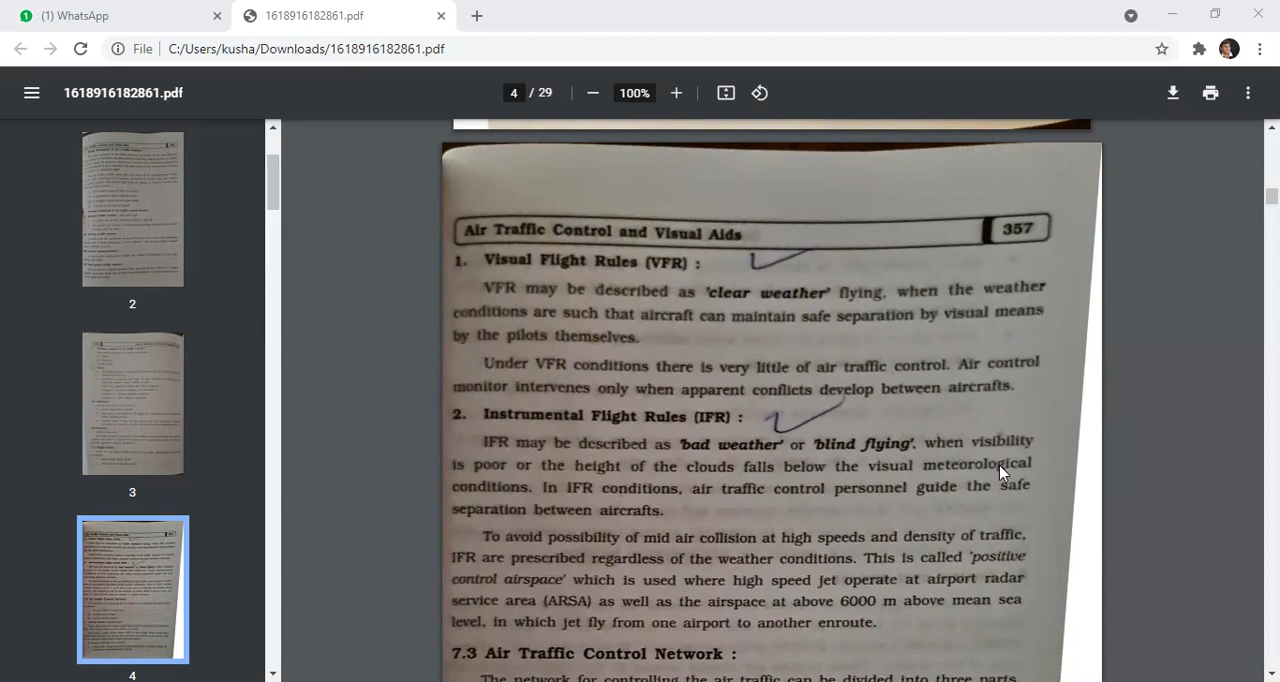 1
(1) WhatsApp
1618916182861.pdf
File
C:/Users/kusha/Downloads/1618916182861.pdf
1618916182861.pdf
4 / 29
100%
2
3
4
Air Traffic Control and Visual Aids
357
1. Visual Flight Rules (VFR) :
VFR may be described as 'clear weather' flying, when the weather
conditions are such that aircraft can maintain safe separation by visual means
by the pilots themselves.
Under VFR conditions there is very little of air traffic control. Air control
monitor intervenes only when apparent conflicts develop between aircrafts.
2. Instrumental Flight Rules (IFR) :
IFR may be described as 'bad weather' or 'blind flying', when visibility
is poor or the height of the clouds falls below the visual meteorological
conditions. In IFR conditions, air traffic control personnel guide the safe
separation between aircrafts.
To avoid possibility of mid air collision at high speeds and density of traffic,
IFR are prescribed regardless of the weather conditions. This is called 'positive
control airspace' which is used where high speed jet operate at airport radar
service area (ARSA) as well as the airspace at above 6000 m above mean sea
level, in which jet fly from one airport to another enroute.
7.3 Air Traffic Control Network :
The network for controlling the air traffic can be divided into three parts